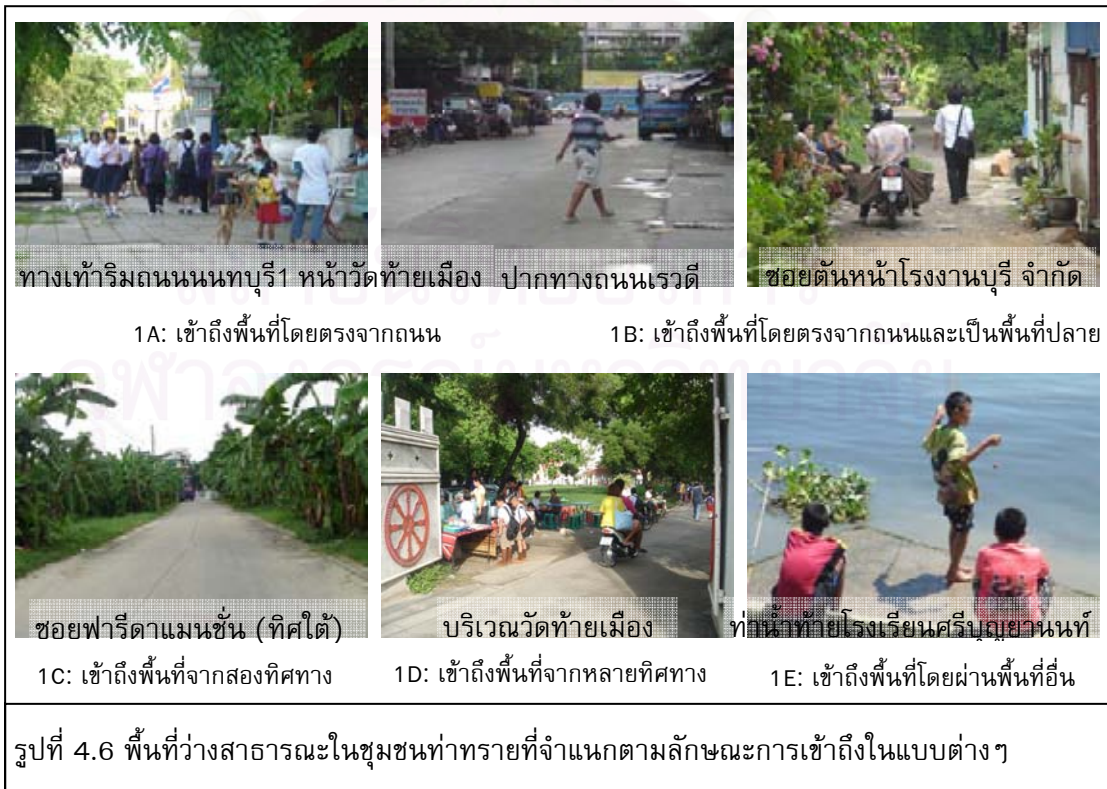 ทางเท้าริมถนนนนทบุรี1 หน้าวัดท้ายเมือง
ปากทางถนนเรวดี
ซอยตันหน้าโรงงานบุรี จำกัด
1A: เข้าถึงพื้นที่โดยตรงจากถนน
1B: เข้าถึงพื้นที่โดยตรงจากถนนและเป็นพื้นที่ปลาย
ซอยฟารีดาแมนชั่น (ทิศใต้)
บริเวณวัดท้ายเมือง
ท่าน้ำท้ายโรงเรียนศรีบุญยานนท์
1C: เข้าถึงพื้นที่จากสองทิศทาง
1D: เข้าถึงพื้นที่จากหลายทิศทาง
1E: เข้าถึงพื้นที่โดยผ่านพื้นที่อื่น
รูปที่ 4.6 พื้นที่ว่างสาธารณะในชุมชนท่าทรายที่จำแนกตามลักษณะการเข้าถึงในแบบต่างๆ